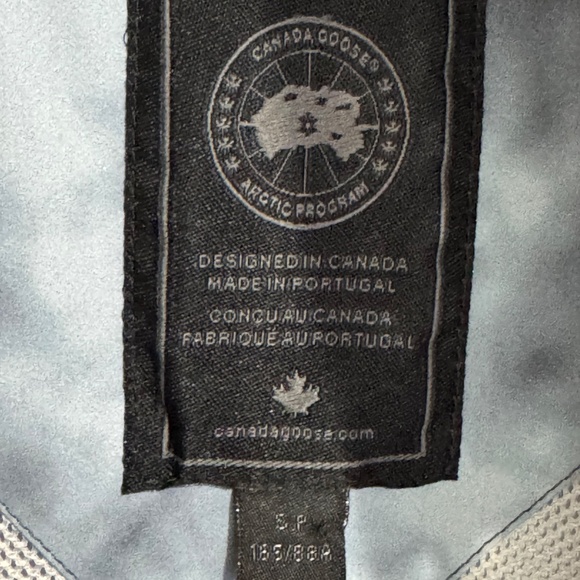 CANADA GOOSE®
ARCTIC PROGRAM
DESIGNED IN CANADA
MADE IN PORTUGAL
CONCU AU CANADA
FABRIQUÉ AU PORTUGAL
canadagoose.com
S.P
165/88A